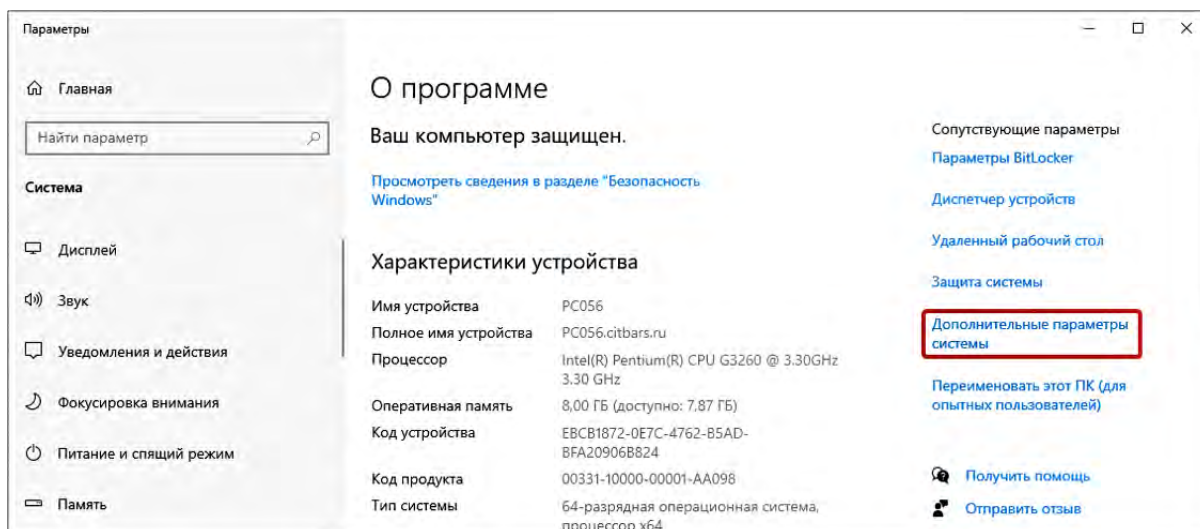 Параметры
Главная
Найти параметр
Система
Дисплей
Звук
Уведомления и действия
Фокусировка внимания
Питание и спящий режим
Память
О программе
Ваш компьютер защищен.
Просмотреть сведения в разделе "Безопасность
Windows"
Характеристики устройства
Имя устройства PC056
Полное имя устройства PC056.citbars.ru
Процессор Intel(R) Pentium(R) CPU G3260 @ 3.30GHz
3.30 GHz
Оперативная память 8,00 ГБ (доступно: 7,87 ГБ)
Код устройства EBCB1872-0E7C-4762-B5AD-
BFA20906B824
Код продукта 00331-10000-00001-AA098
Тип системы 64-разрядная операционная система,
процессор x64
Сопутствующие параметры
Параметры BitLocker
Диспетчер устройств
Удаленный рабочий стол
Защита системы
Дополнительные параметры
системы
Переименовать этот ПК (для
опытных пользователей)
Получить помощь
Отправить отзыв